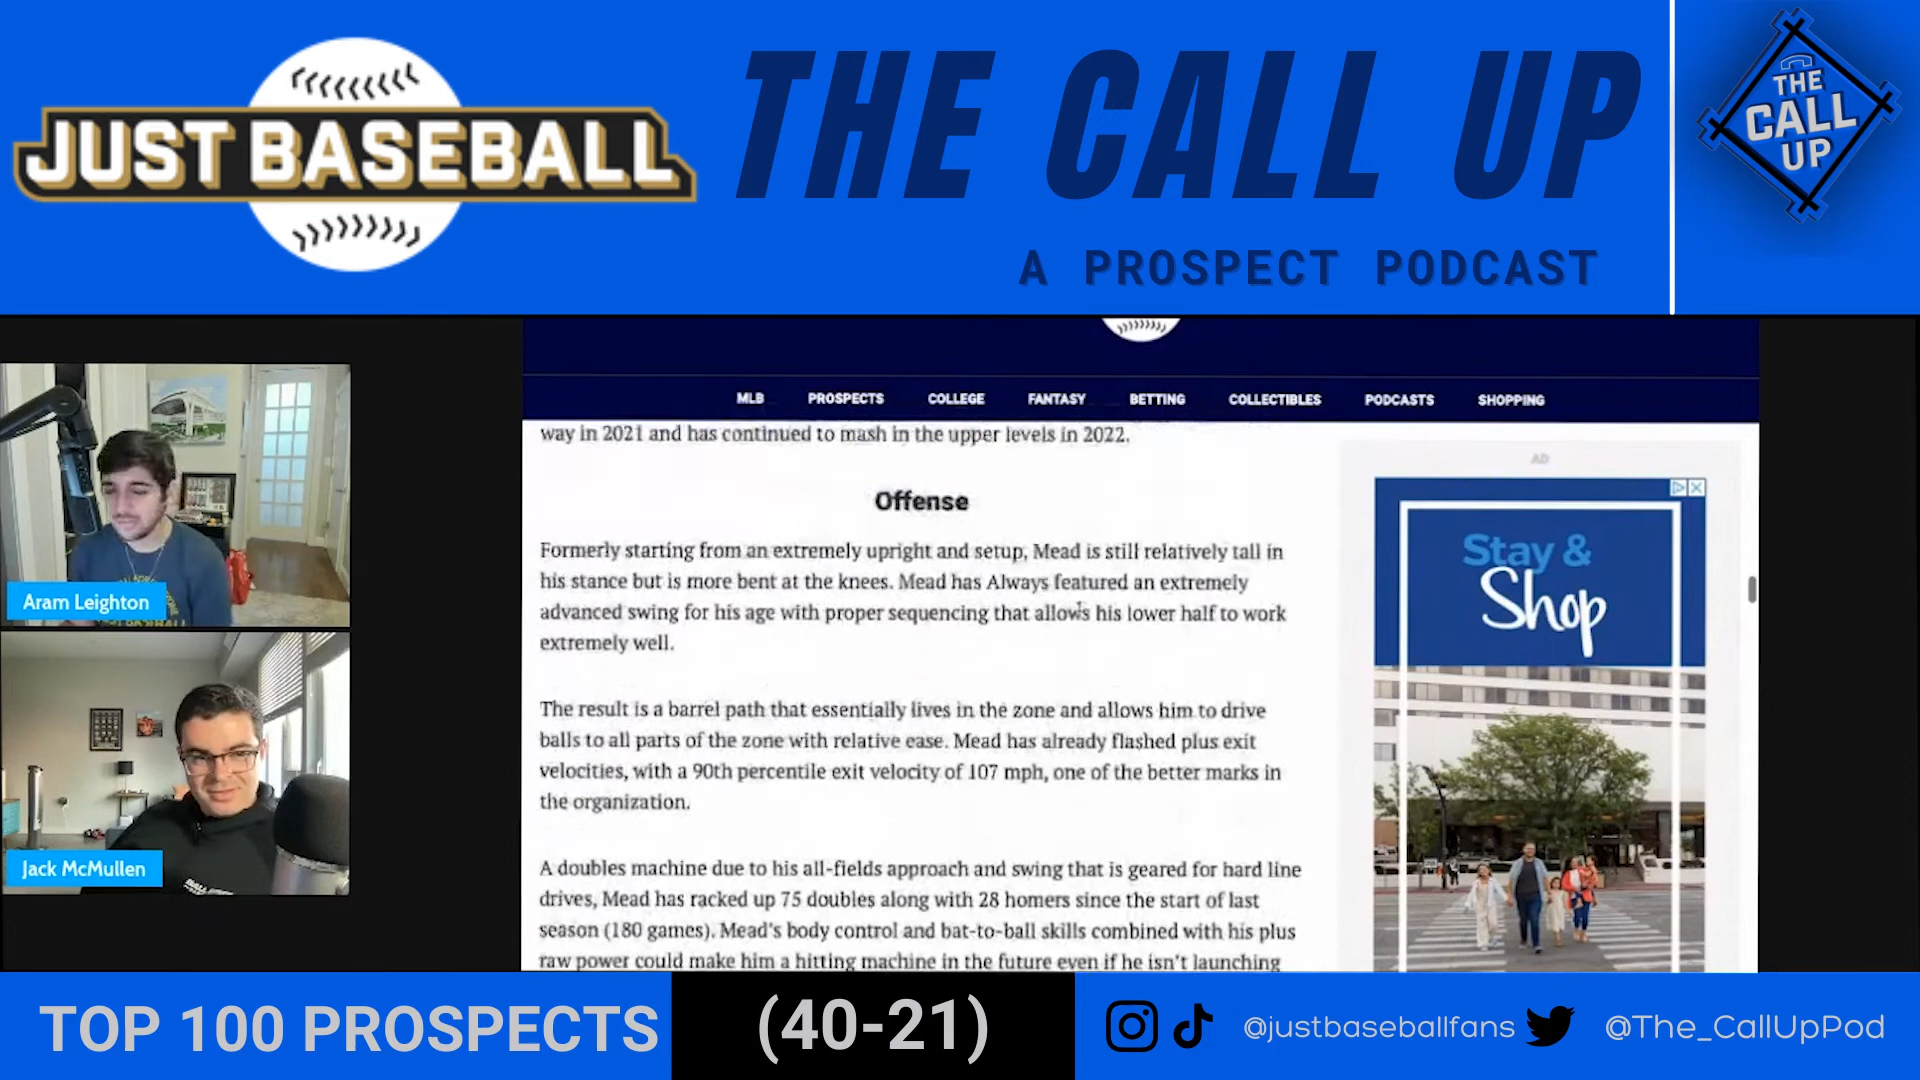 JUST BASEBALL
THE CALL UP
A PROSPECT PODCAST
THE
CALL
UP
MLB PROSPECTS COLLEGE FANTASY BETTING COLLECTIBLES PODCASTS SHOPPING
way in 2021 and has continued to mash in the upper levels in 2022.
Offense
Formerly starting from an extremely upright and setup, Mead is still relatively tall in
his stance but is more bent at the knees. Mead has Always featured an extremely
advanced swing for his age with proper sequencing that allows his lower half to work
extremely well.
The result is a barrel path that essentially lives in the zone and allows him to drive
balls to all parts of the zone with relative ease. Mead has already flashed plus exit
velocities, with a 90th percentile exit velocity of 107 mph, one of the better marks in
the organization.
A doubles machine due to his all-fields approach and swing that is geared for hard line
drives, Mead has racked up 75 doubles along with 28 homers since the start of last
season (180 games). Mead's body control and bat-to-ball skills combined with his plus
raw power could make him a hitting machine in the future even if he isn't launching
AD
Stay &
Shop
Aram Leighton
Jack McMullen
TOP 100 PROSPECTS
(40-21)
@justbaseballfans
@The_CallUpPod